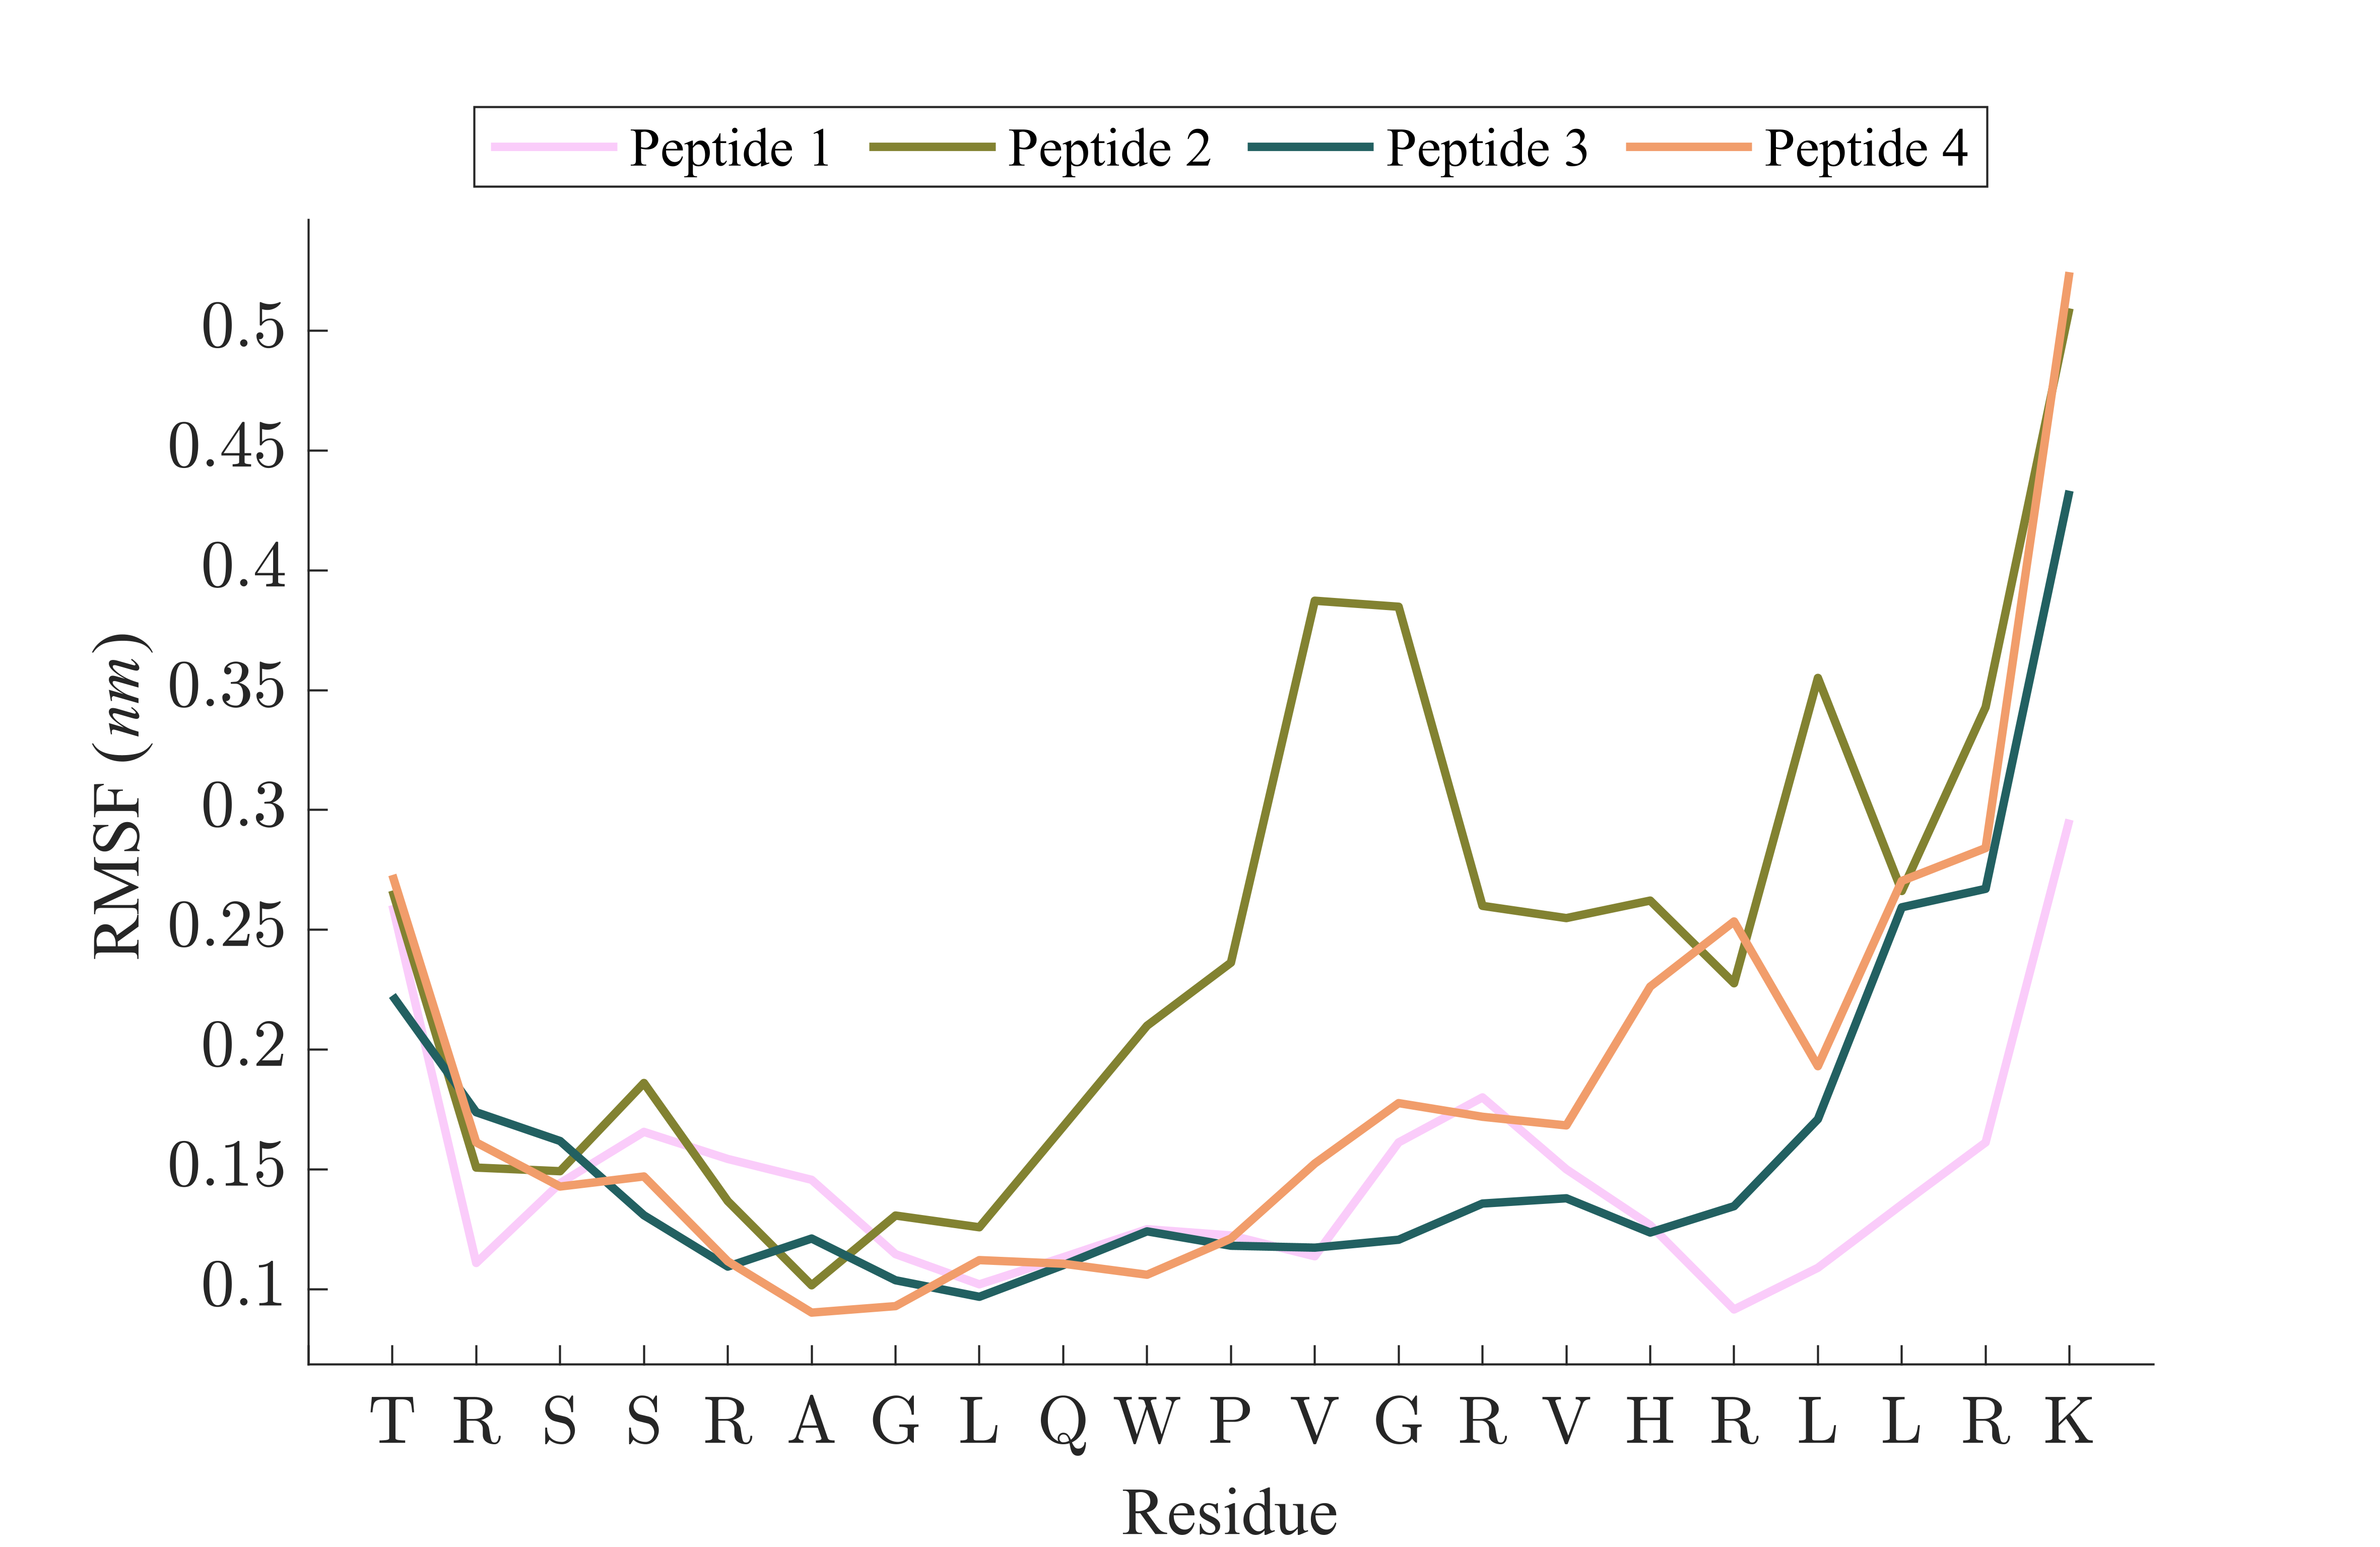 Peptide 1 Peptide 2 Peptide 3 Peptide 4
0.5
0.45
0.4
0.35
0.3
0.25
0.2
0.15
0.1
RMSF (nm)
T R S S R A G L Q W P V G R V H R L L R K
Residue